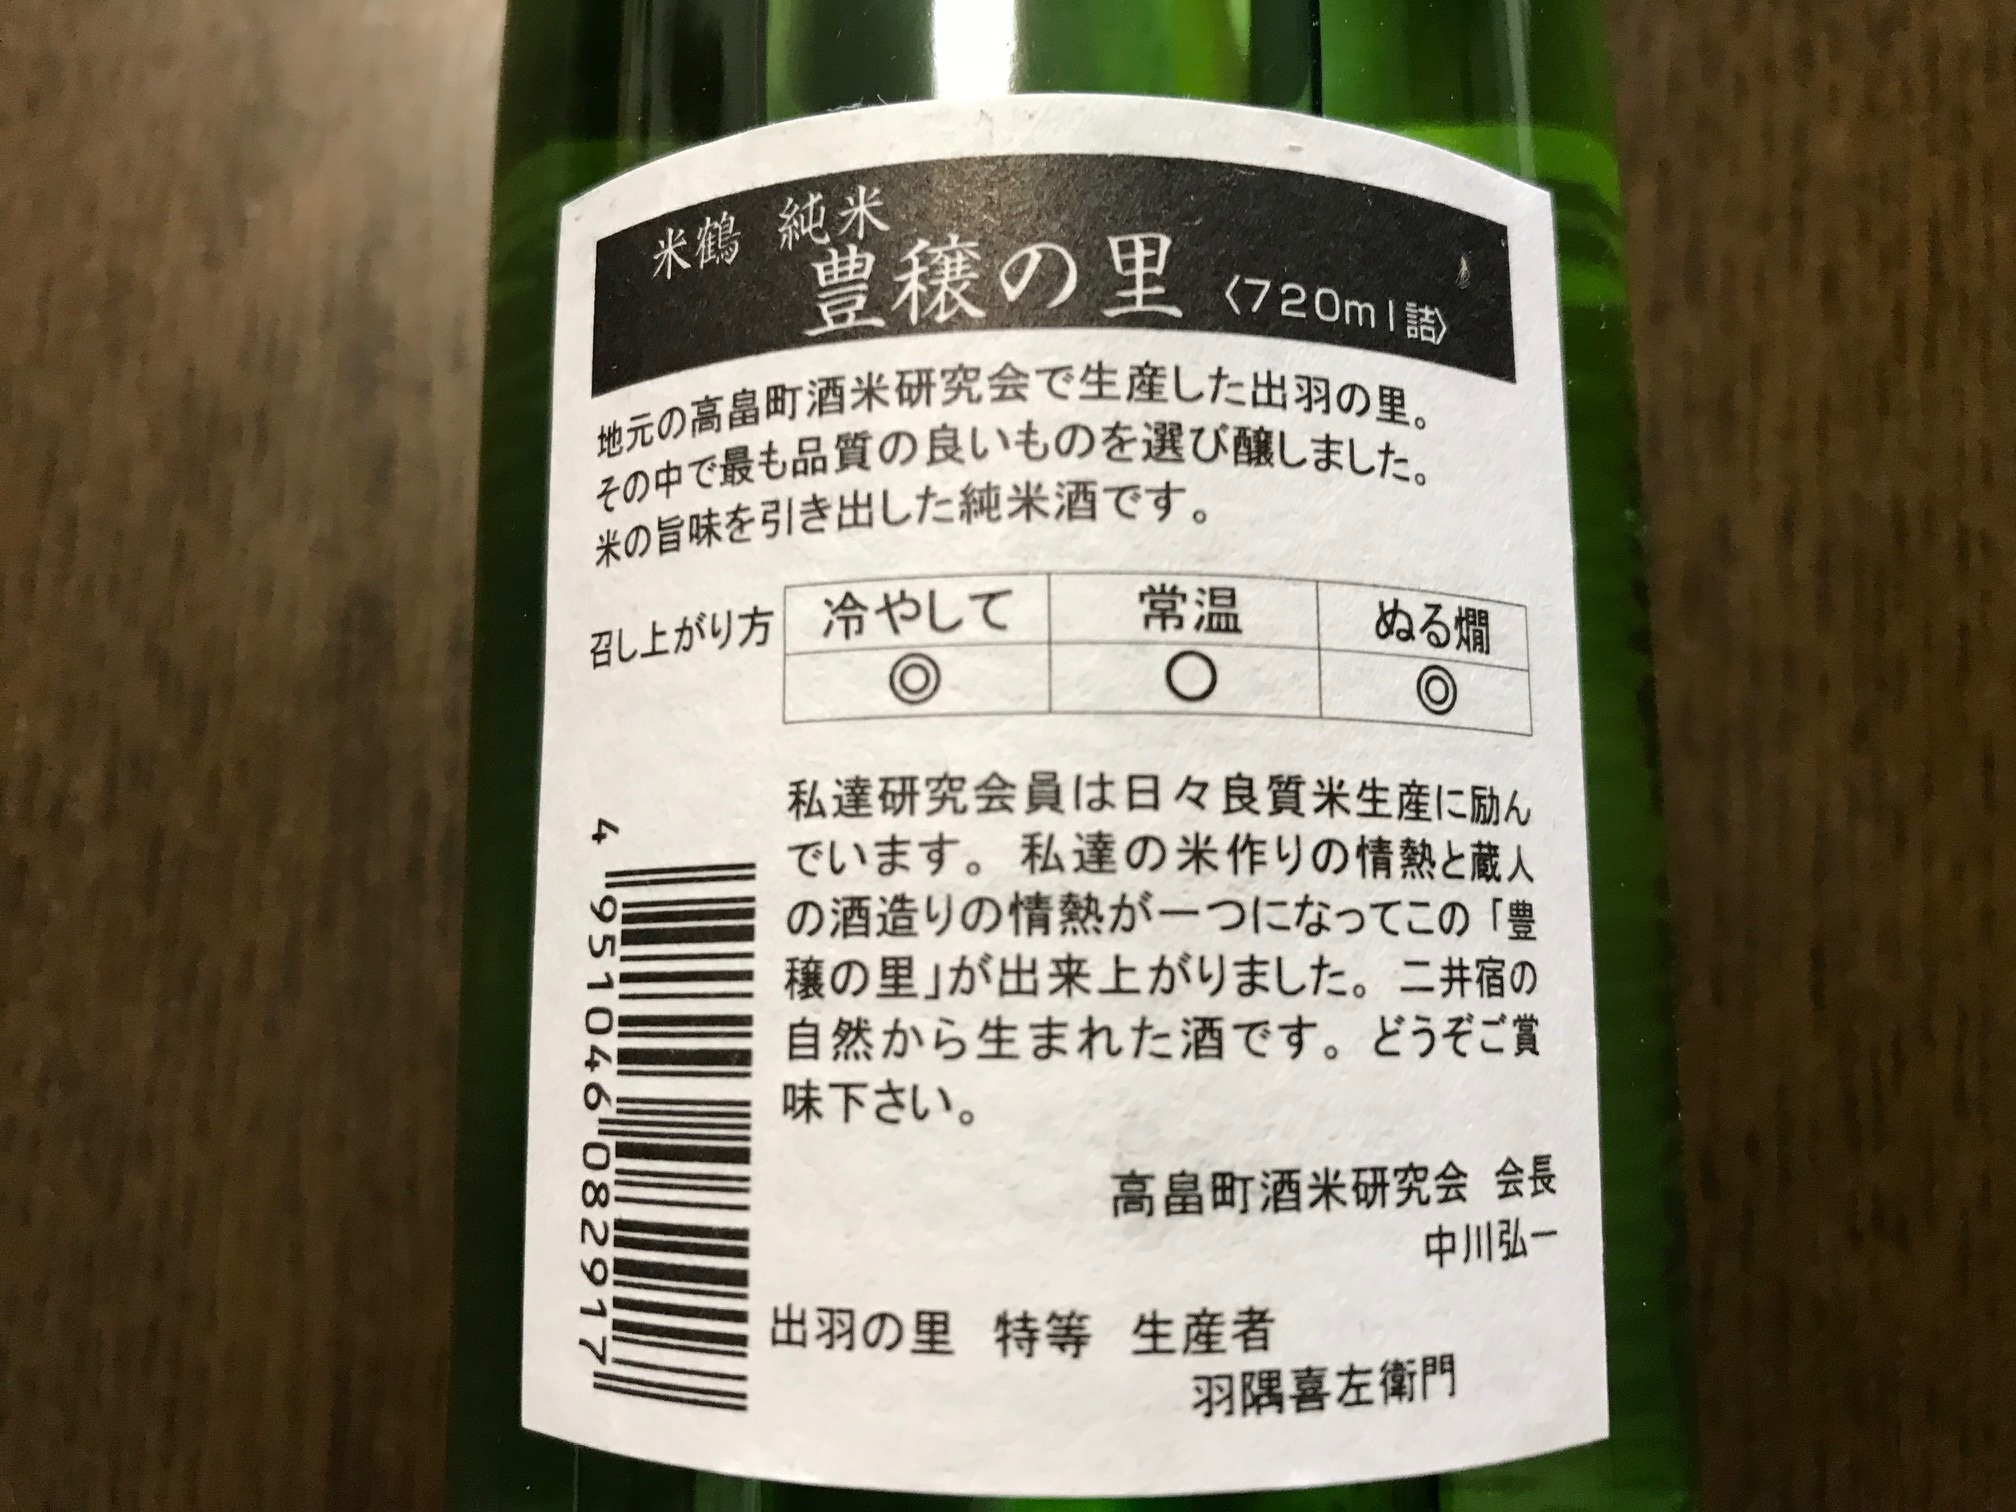 米鶴 純米
豊穣の里 〈720ml詰〉
地元の高畠町酒米研究会で生産した出羽の里。
その中で最も品質の良いものを選び醸しました。
米の旨味を引き出した純米酒です。
召し上がり方 冷やして 常温 ぬる燗
◎ ○ ◎
私達研究会員は日々良質米生産に励ん
でいます。私達の米作りの情熱と蔵人
の酒造りの情熱が一つになってこの「豊
穣の里」が出来上がりました。二井宿の
自然から生まれた酒です。どうぞご賞
味下さい。
高畠町酒米研究会 会長
中川弘一
出羽の里 特等 生産者
羽隅喜左衛門
4 951046 082917